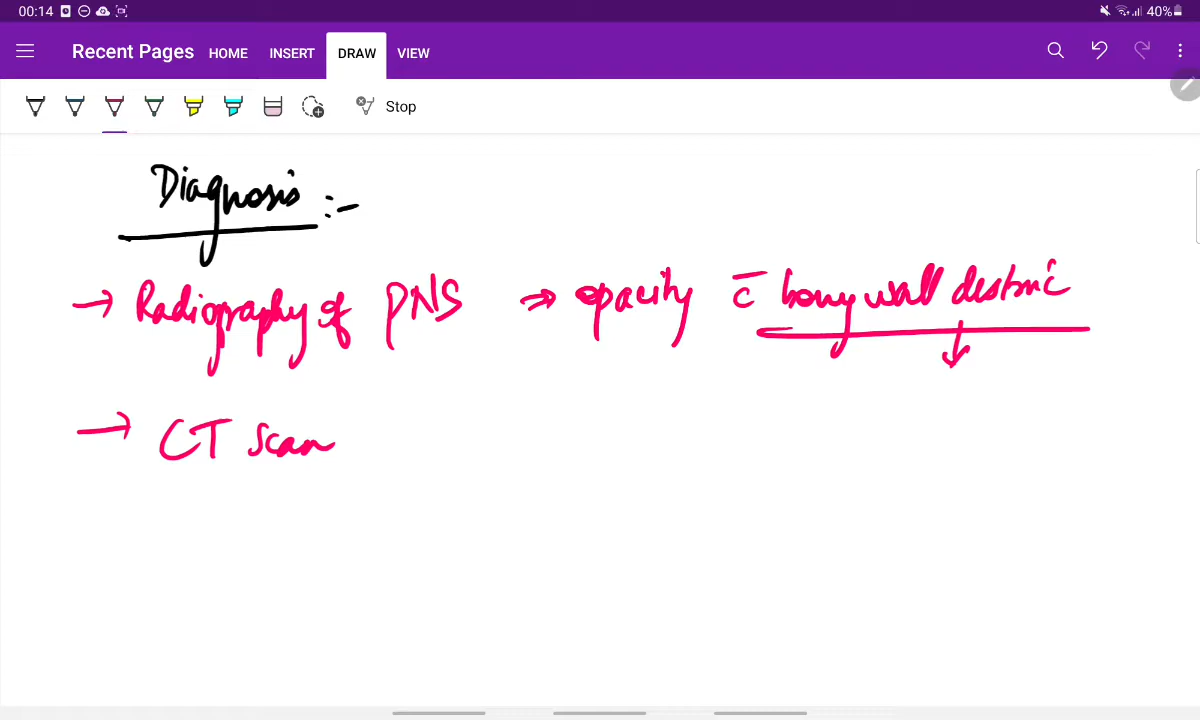 00:14 40%
Recent Pages HOME INSERT DRAW VIEW
Stop
Diagnosis :-
→ Radiography of PNS ⇒ opacity c̄ bony wall destruc
→ CT scan